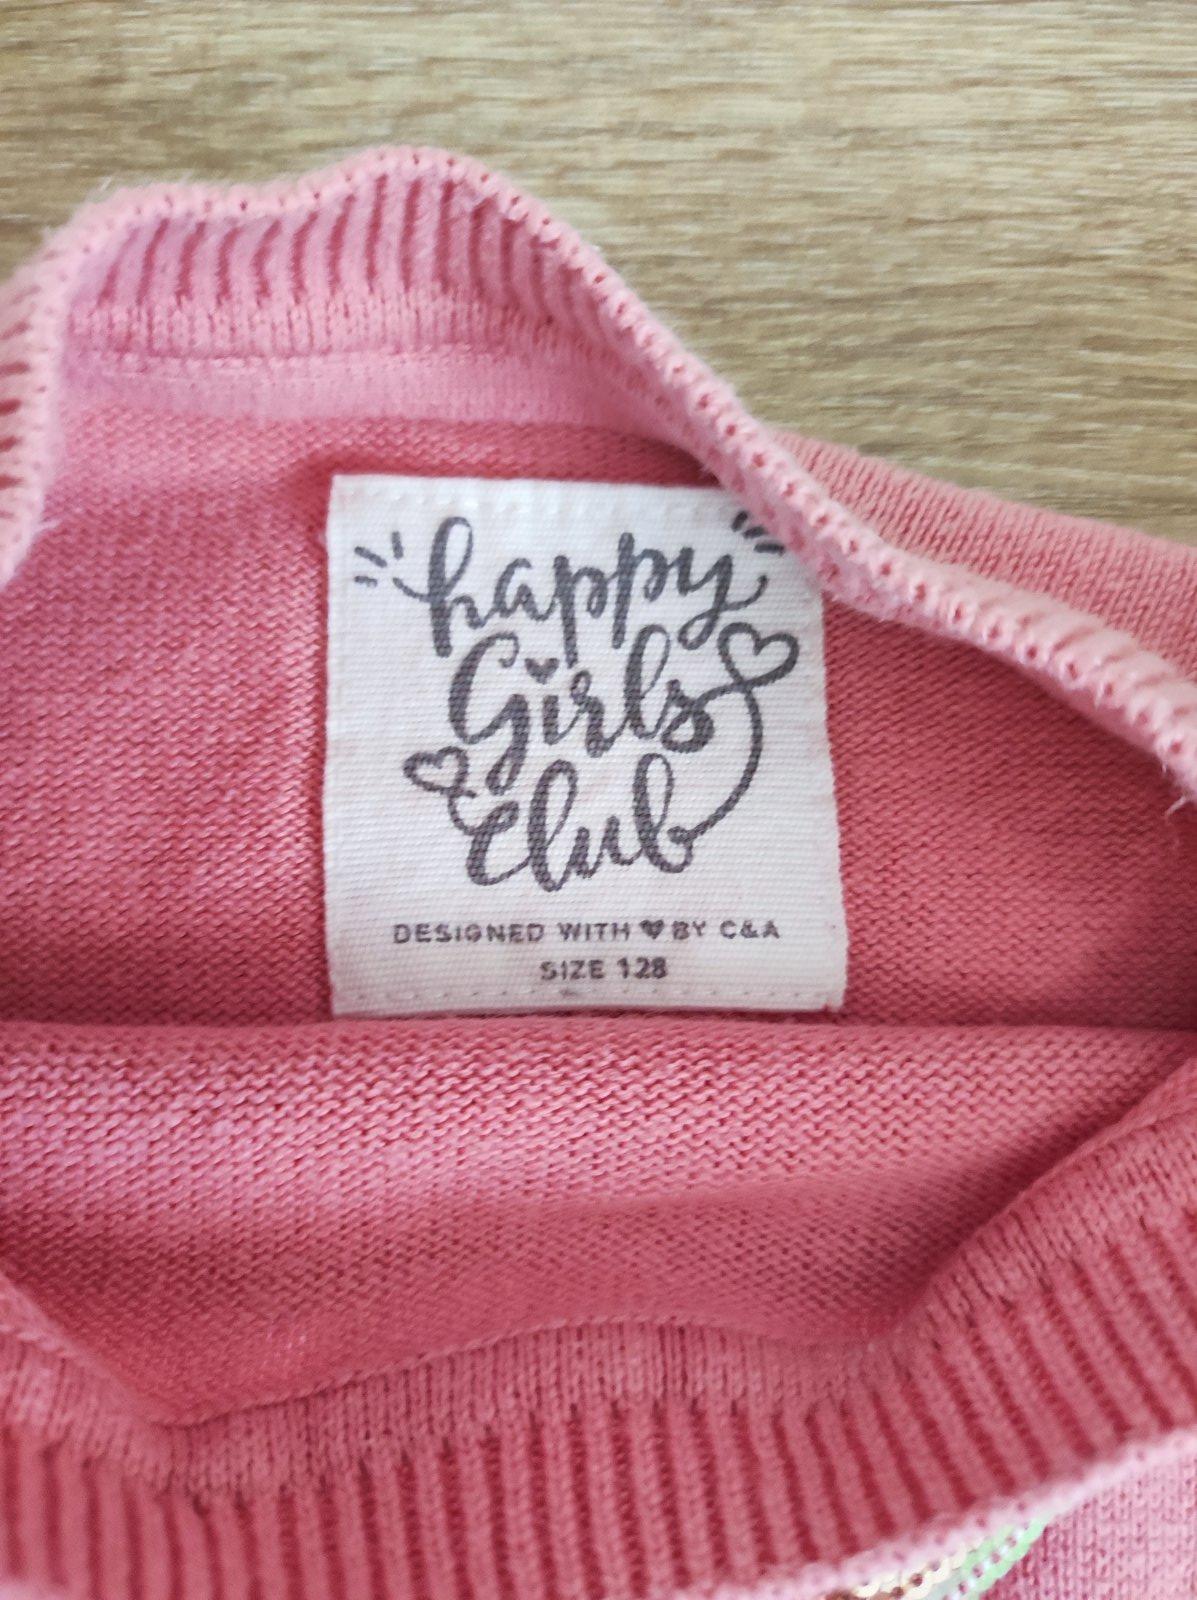 happy
Girls
Club
DESIGNED WITH ♥ BY C&A
SIZE 128